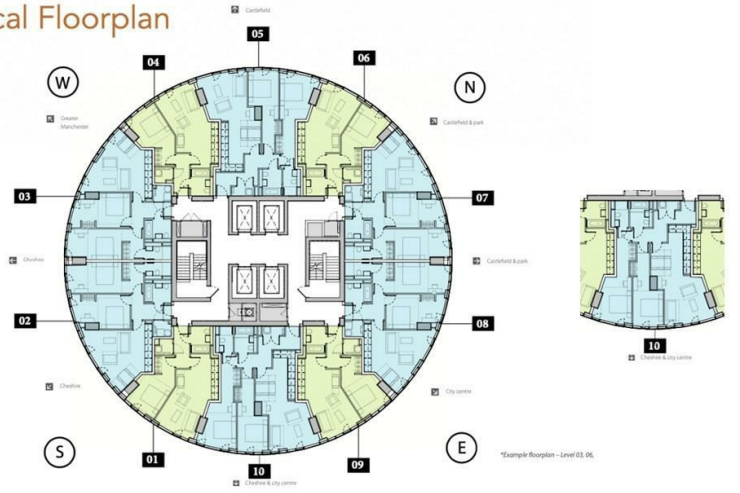 cal Floorplan
Castlefield
05
04
06
W
N
Greater
Manchester
Castlefield & park
03
07
Cheshire
Castlefield & park
02
08
10
Cheshire & city centre
Cheshire
City centre
S
E
01
09
10
Cheshire & city centre
*Example floorplan – Level 03, 06,